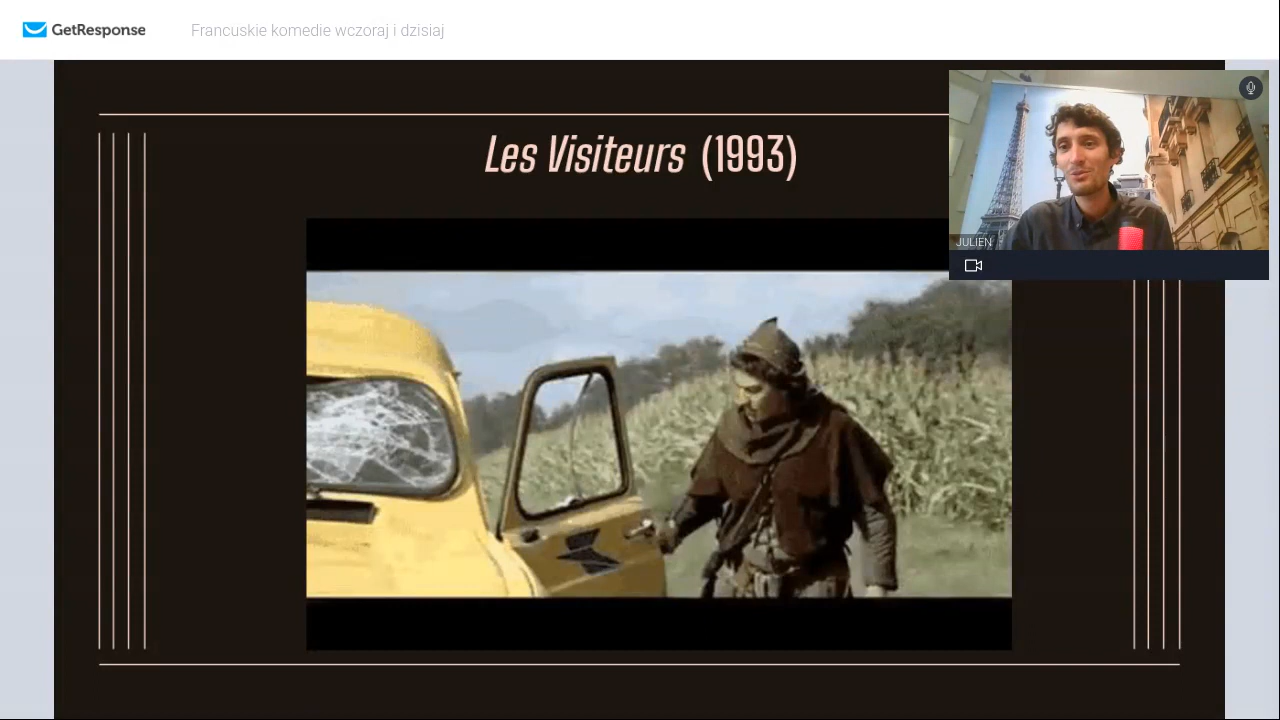 GetResponse
Francuskie komedie wczoraj i dzisiaj
Les Visiteurs (1993)
JULIEN